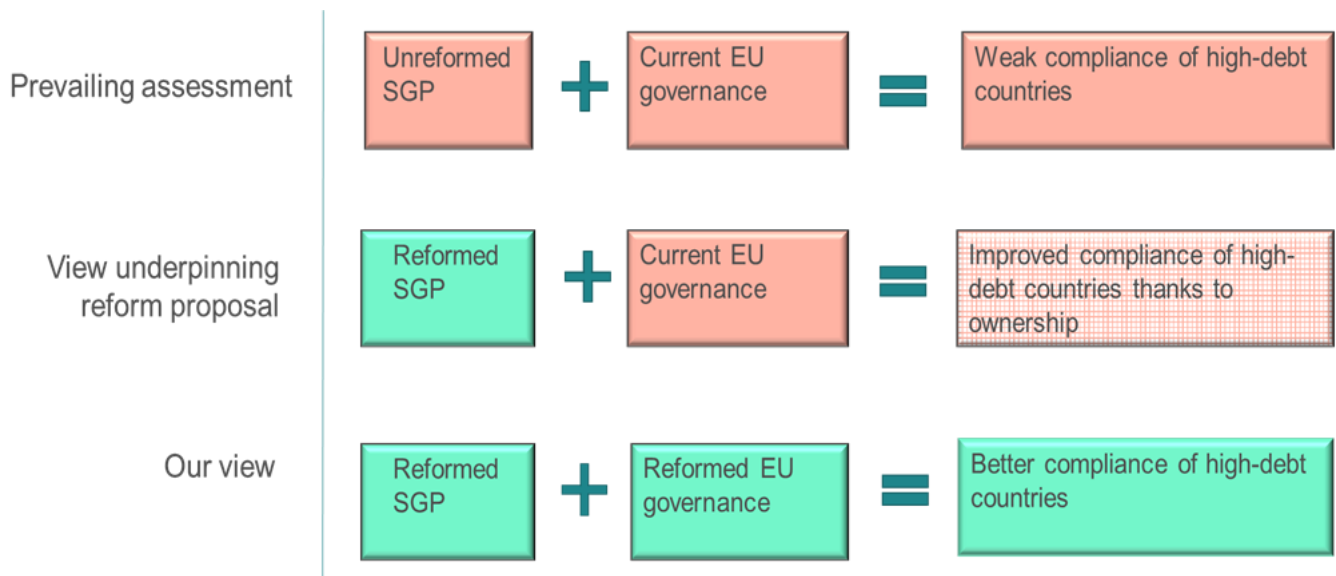 Prevailing assessment
Unreformed
SGP
+
Current EU
governance
=
Weak compliance of high-debt
countries
View underpinning
reform proposal
Reformed
SGP
+
Current EU
governance
=
Improved compliance of high-
debt countries thanks to
ownership
Our view
Reformed
SGP
+
Reformed EU
governance
=
Better compliance of high-debt
countries